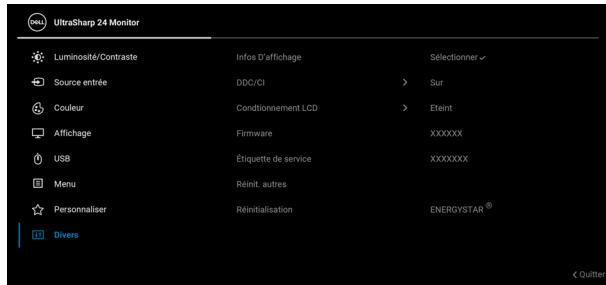 DELL UltraSharp 24 Monitor
Luminosité/Contraste Infos D'affichage Sélectionner
Source entrée DDC/CI Sur
Couleur Condtionnement LCD Eteint
Affichage Firmware XXXXXX
USB Étiquette de service XXXXXXX
Menu Réinit. autres
Personnaliser Réinitialisation ENERGYSTAR ®
Divers
Quitter